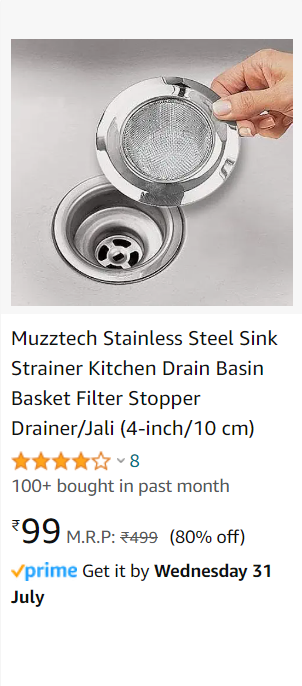 Muzztech Stainless Steel Sink
Strainer Kitchen Drain Basin
Basket Filter Stopper
Drainer/Jali (4-inch/10 cm)
8
100+ bought in past month
₹99 M.R.P: ₹499 (80% off)
prime Get it by Wednesday 31
July